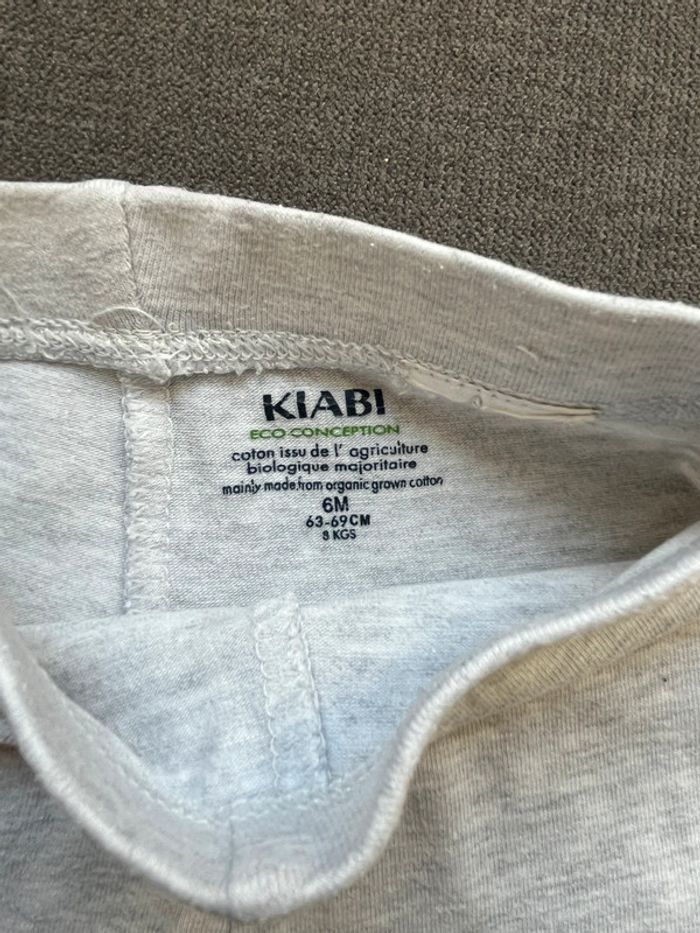 KIABI
ECO-CONCEPTION
coton issu de l' agriculture
biologique majoritaire
mainly made from organic grown cotton
6M
63-69CM
8 KGS